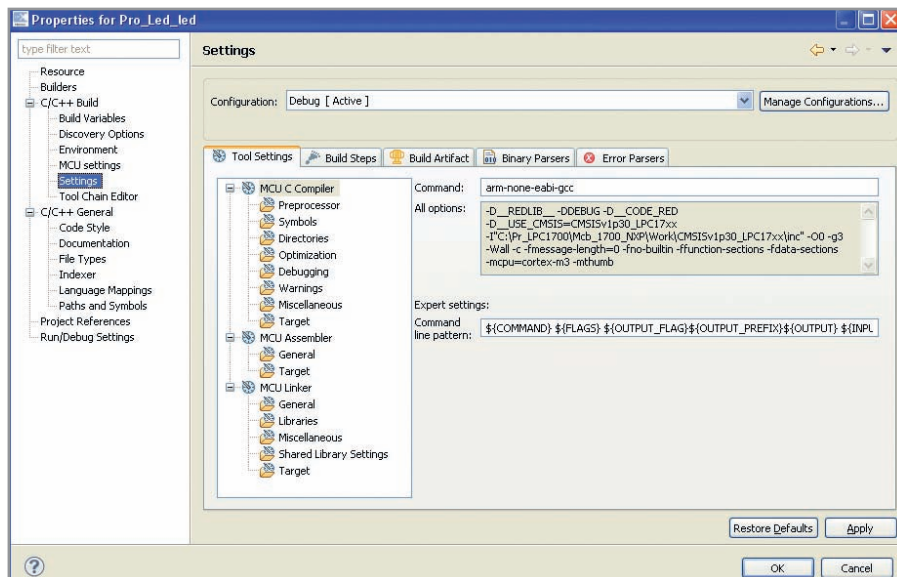 Properties for Pro_Led_led
type filter text
Resource
Builders
C/C++ Build
Build Variables
Discovery Options
Environment
MCU settings
Settings
Tool Chain Editor
C/C++ General
Code Style
Documentation
File Types
Indexer
Language Mappings
Paths and Symbols
Project References
Run/Debug Settings
Settings
Configuration: Debug [ Active ] Manage Configurations...
Tool Settings Build Steps Build Artifact Binary Parsers Error Parsers
MCU C Compiler
Preprocessor
Symbols
Directories
Optimization
Debugging
Warnings
Miscellaneous
Target
MCU Assembler
General
Target
MCU Linker
General
Libraries
Miscellaneous
Shared Library Settings
Target
Command: arm-none-eabi-gcc
All options: -D__REDLIB__ -DDEBUG -D__CODE_RED
-D__USE_CMSIS=CMSISv1p30_LPC17xx
-I"C:\Pr_LPC1700\Mcb_1700_NXP\Work\CMSISv1p30_LPC17xx\inc" -O0 -g3
-Wall -c -fmessage-length=0 -fno-builtin -ffunction-sections -fdata-sections
-mcpu=cortex-m3 -mthumb
Expert settings:
Command
line pattern: ${COMMAND} ${FLAGS} ${OUTPUT_FLAG}${OUTPUT_PREFIX}${OUTPUT} ${INPU
Restore Defaults Apply
OK Cancel